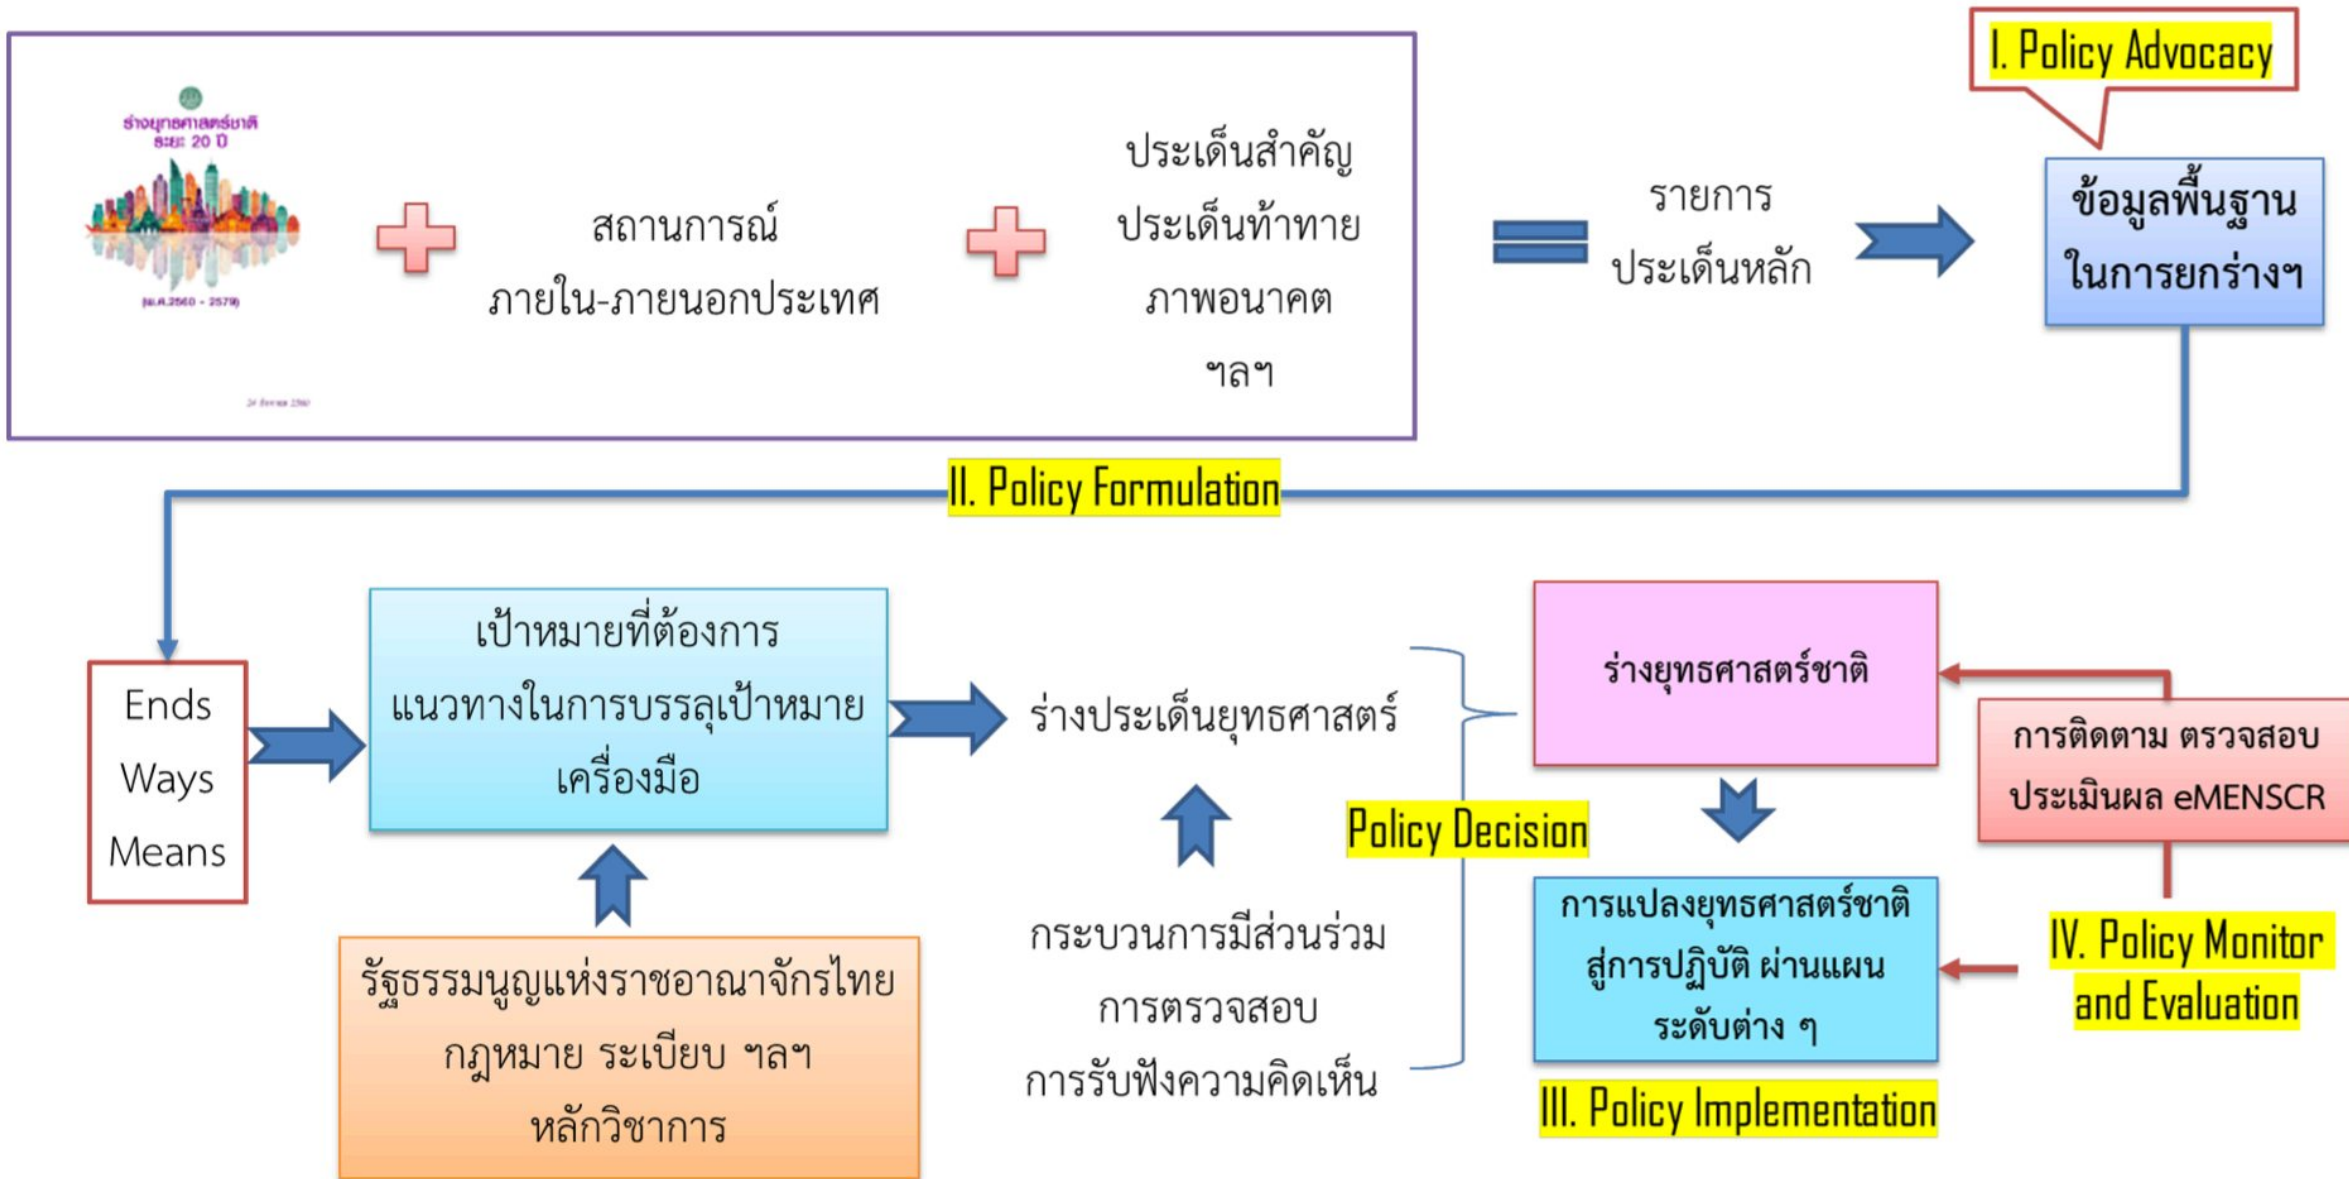 I. Policy Advocacy
ร่างยุทธศาสตร์ชาติ
ระยะ 20 ปี
(พ.ศ.2560 - 2579)
24 สิงหาคม 2560
สถานการณ์
ภายใน-ภายนอกประเทศ
ประเด็นสำคัญ
ประเด็นท้าทาย
ภาพอนาคต
ฯลฯ
รายการ
ประเด็นหลัก
ข้อมูลพื้นฐาน
ในการยกร่างฯ
II. Policy Formulation
Ends
Ways
Means
เป้าหมายที่ต้องการ
แนวทางในการบรรลุเป้าหมาย
เครื่องมือ
รัฐธรรมนูญแห่งราชอาณาจักรไทย
กฎหมาย ระเบียบ ฯลฯ
หลักวิชาการ
ร่างประเด็นยุทธศาสตร์
กระบวนการมีส่วนร่วม
การตรวจสอบ
การรับฟังความคิดเห็น
Policy Decision
ร่างยุทธศาสตร์ชาติ
การแปลงยุทธศาสตร์ชาติ
สู่การปฏิบัติ ผ่านแผน
ระดับต่าง ๆ
III. Policy Implementation
การติดตาม ตรวจสอบ
ประเมินผล eMENSCR
IV. Policy Monitor
and Evaluation